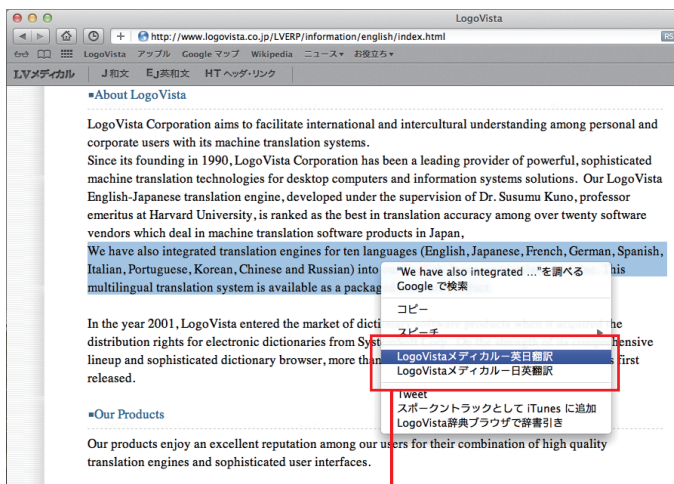 LogoVista
http://www.logovista.co.jp/LVERP/information/english/index.html
RS
LogoVista アップル Google マップ Wikipedia ニュース▾ お役立ち▾
LVメディカル J 和文 EJ英和文 HT ヘッダ・リンク
■About LogoVista
LogoVista Corporation aims to facilitate international and intercultural understanding among personal and
corporate users with its machine translation systems.
Since its founding in 1990, LogoVista Corporation has been a leading provider of powerful, sophisticated
machine translation technologies for desktop computers and information systems solutions. Our LogoVista
English-Japanese translation engine, developed under the supervision of Dr. Susumu Kuno, professor
emeritus at Harvard University, is ranked as the best in translation accuracy among over twenty software
vendors which deal in machine translation software products in Japan,
We have also integrated translation engines for ten languages (English, Japanese, French, German, Spanish,
Italian, Portuguese, Korean, Chinese and Russian) into
multilingual translation system is available as a packag
"We have also integrated ..."を調べる
Google で検索
コピー
スピーチ
LogoVistaメディカルー英日翻訳
LogoVistaメディカルー日英翻訳
Tweet
スポークントラックとして iTunes に追加
LogoVista辞典ブラウザで辞書引き
In the year 2001, LogoVista entered the market of dicti he
distribution rights for electronic dictionaries from Syst hensive
lineup and sophisticated dictionary browser, more than s first
released.
■Our Products
Our products enjoy an excellent reputation among our users for their combination of high quality
translation engines and sophisticated user interfaces.